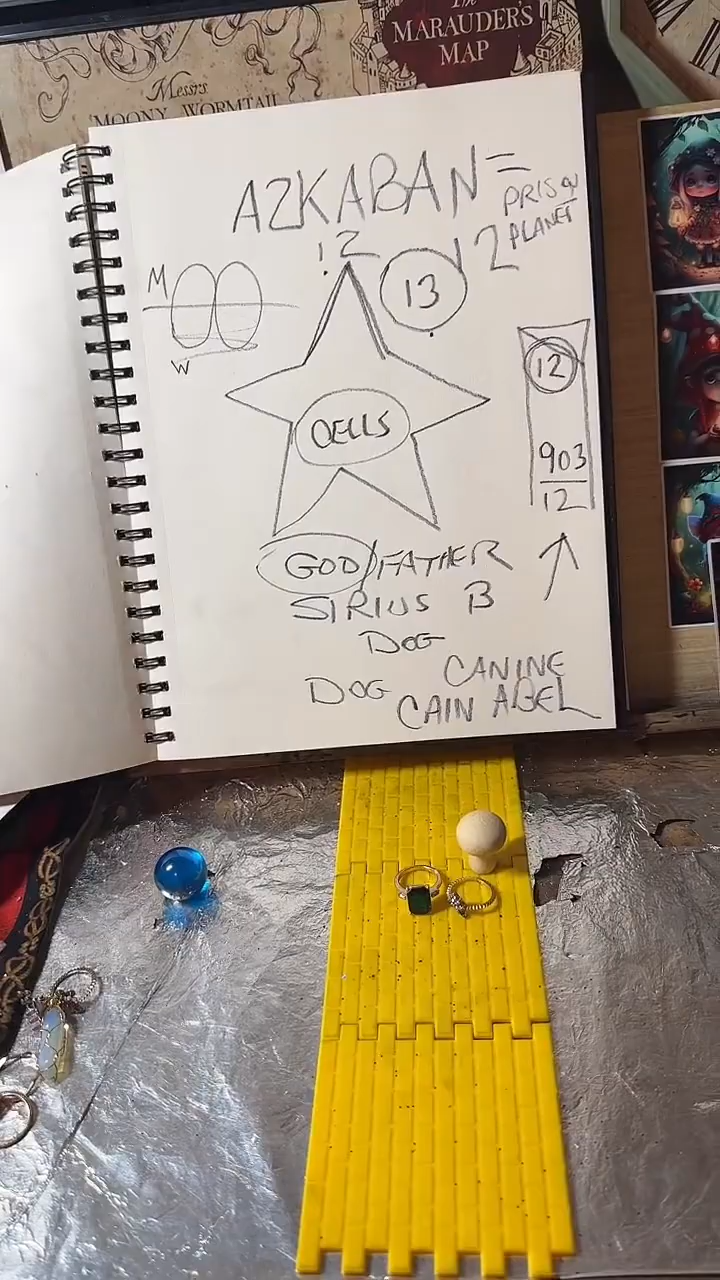 The
MARAUDER'S
MAP
Messrs
MOONY WORMTAIL
AZKABAN =
PRISON
PLANET
12
12
13
M
W
CELLS
12
903
12
GOD/FATHER
SIRIUS B
DOG
CANINE
DOG
CAIN ABEL